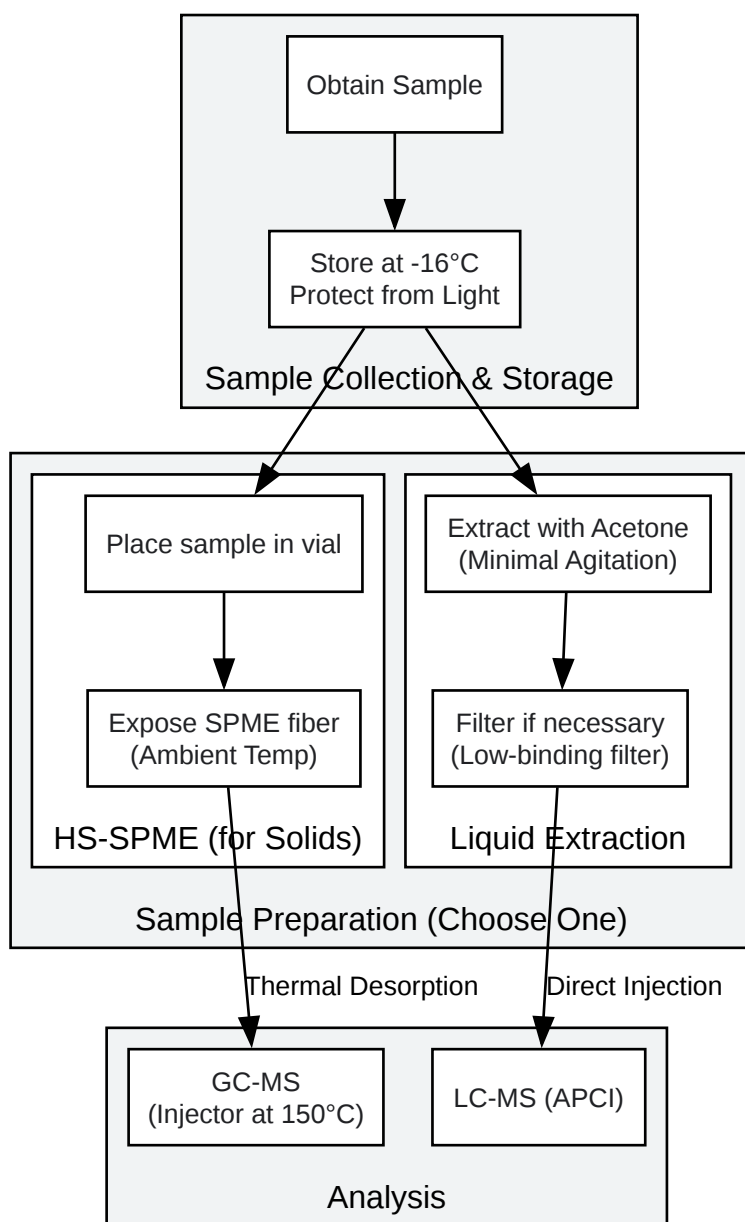 Obtain Sample
Store at -16°C
Protect from Light
Sample Collection & Storage
Place sample in vial
Expose SPME fiber
(Ambient Temp)
HS-SPME (for Solids)
Extract with Acetone
(Minimal Agitation)
Filter if necessary
(Low-binding filter)
Liquid Extraction
Sample Preparation (Choose One)
Thermal Desorption
Direct Injection
GC-MS
(Injector at 150°C)
LC-MS (APCI)
Analysis